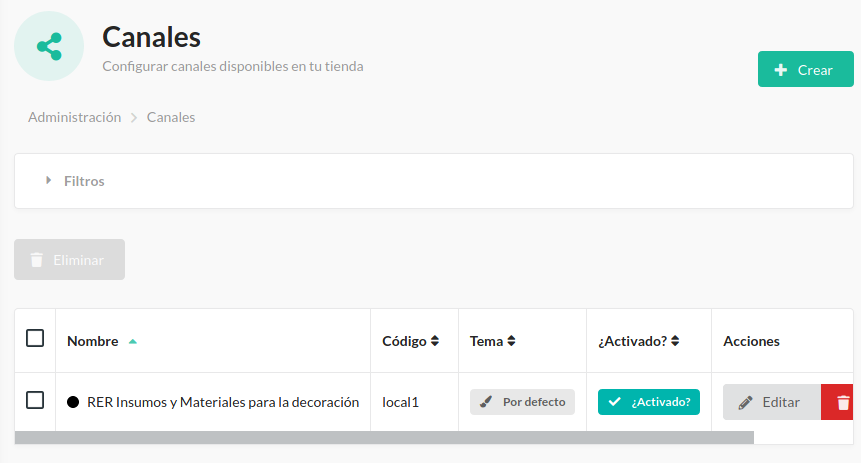 Canales
Configurar canales disponibles en tu tienda
Crear
Administración > Canales
Filtros
Eliminar
Nombre Código Tema ¿Activado? Acciones
RER Insumos y Materiales para la decoración local1 Por defecto ¿Activado? Editar